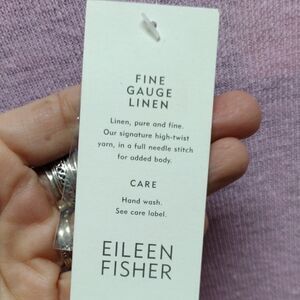 FINE
GAUGE
LINEN
Linen, pure and fine.
Our signature high-twist
yarn, in a full needle stitch
for added body.
CARE
Hand wash.
See care label.
EILEEN
FISHER